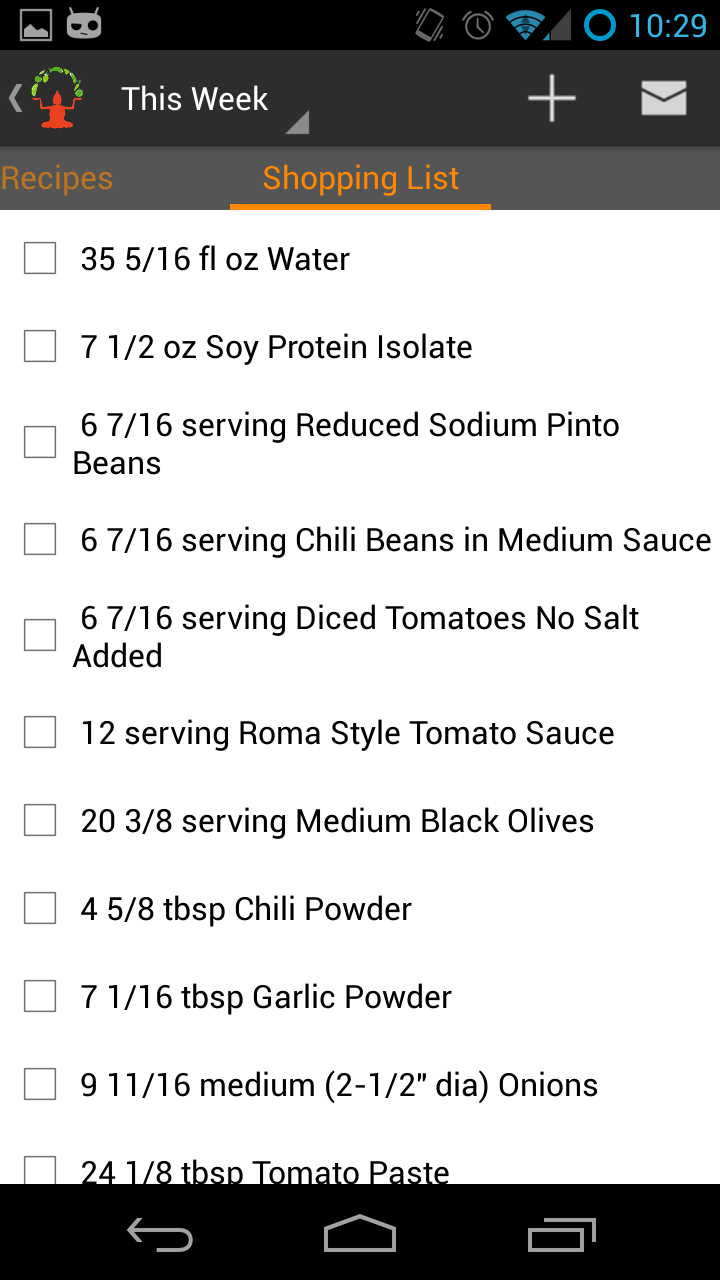 10:29
This Week
Recipes
Shopping List
35 5/16 fl oz Water
7 1/2 oz Soy Protein Isolate
6 7/16 serving Reduced Sodium Pinto
Beans
6 7/16 serving Chili Beans in Medium Sauce
6 7/16 serving Diced Tomatoes No Salt
Added
12 serving Roma Style Tomato Sauce
20 3/8 serving Medium Black Olives
4 5/8 tbsp Chili Powder
7 1/16 tbsp Garlic Powder
9 11/16 medium (2-1/2" dia) Onions
24 1/8 tbsp Tomato Paste